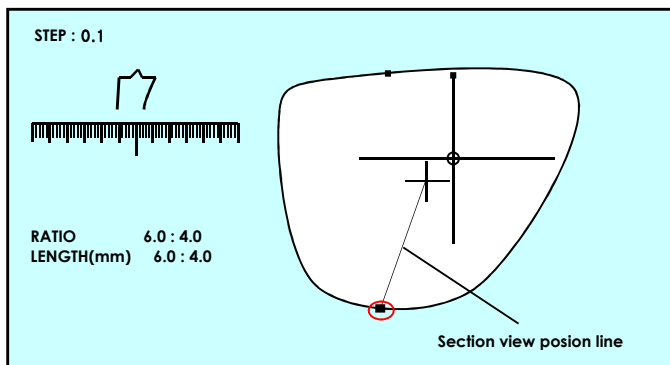 STEP : 0.1
RATIO 6.0 : 4.0
LENGTH(mm) 6.0 : 4.0
Section view posion line